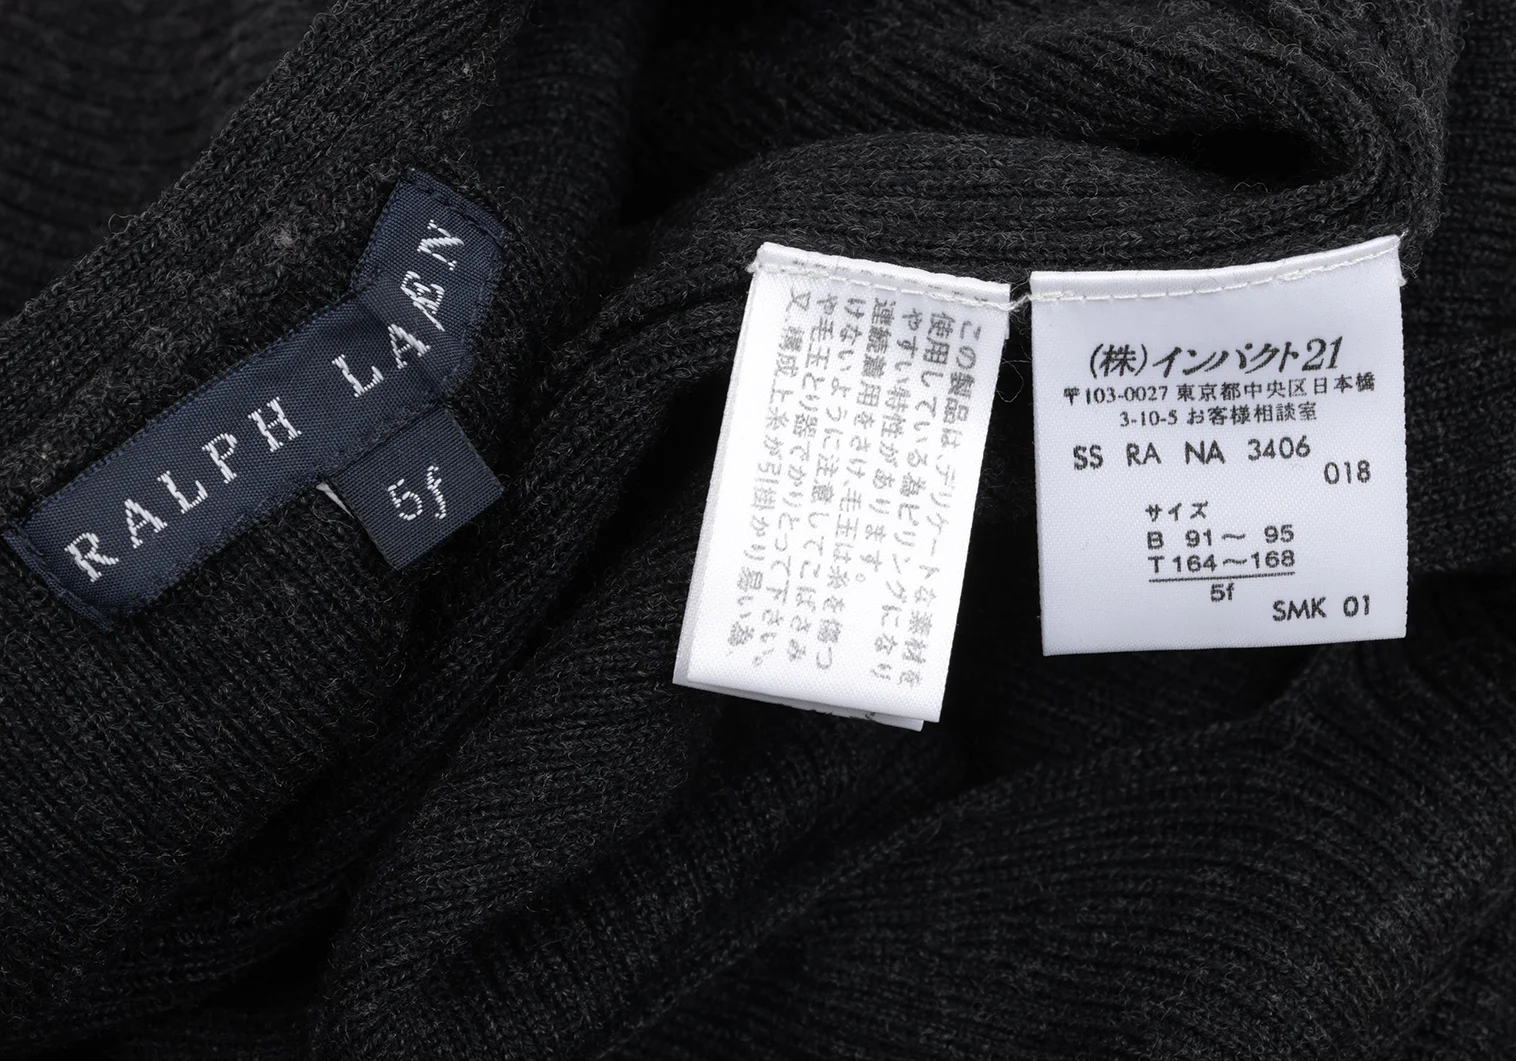 RALPH LAUREN
5f
この製品は、デリケートな素材を
使用している為ピリングになり
やすい特性があります。
連続着用をさけ、毛玉は糸を傷つ
けないように注意してこばさみ
や毛玉とり器でかりとって下さい。
又、構成上糸が引掛かり易い為、
(株)インパクト21
〒103-0027 東京都中央区日本橋
3-10-5 お客様相談室
SS RA NA 3406
018
サイズ
B 91～ 95
T 164～168
5f
SMK 01